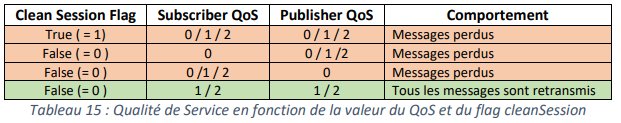 Clean Session Flag Subscriber QoS Publisher QoS Comportement
True ( = 1) 0 / 1 / 2 0 / 1 / 2 Messages perdus
False ( = 0 ) 0 0 / 1 /2 Messages perdus
False (= 0 ) 0 /1 / 2 0 Messages perdus
False (= 0 ) 1 / 2 1 / 2 Tous les messages sont retransmis
Tableau 15 : Qualité de Service en fonction de la valeur du QoS et du flag cleanSession